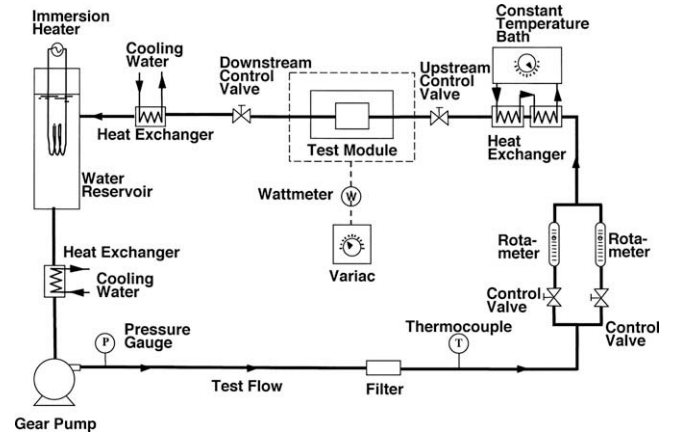 Immersion
Heater
Cooling
Water
Downstream
Control
Valve
Upstream
Control
Valve
Constant
Temperature
Bath
Heat Exchanger
Test Module
Heat
Exchanger
Water
Reservoir
Wattmeter
W
Variac
Rota-
meter
Rota-
meter
Heat Exchanger
Cooling
Water
Control
Valve
Control
Valve
Pressure
Gauge
P
Thermocouple
T
Test Flow
Filter
Gear Pump